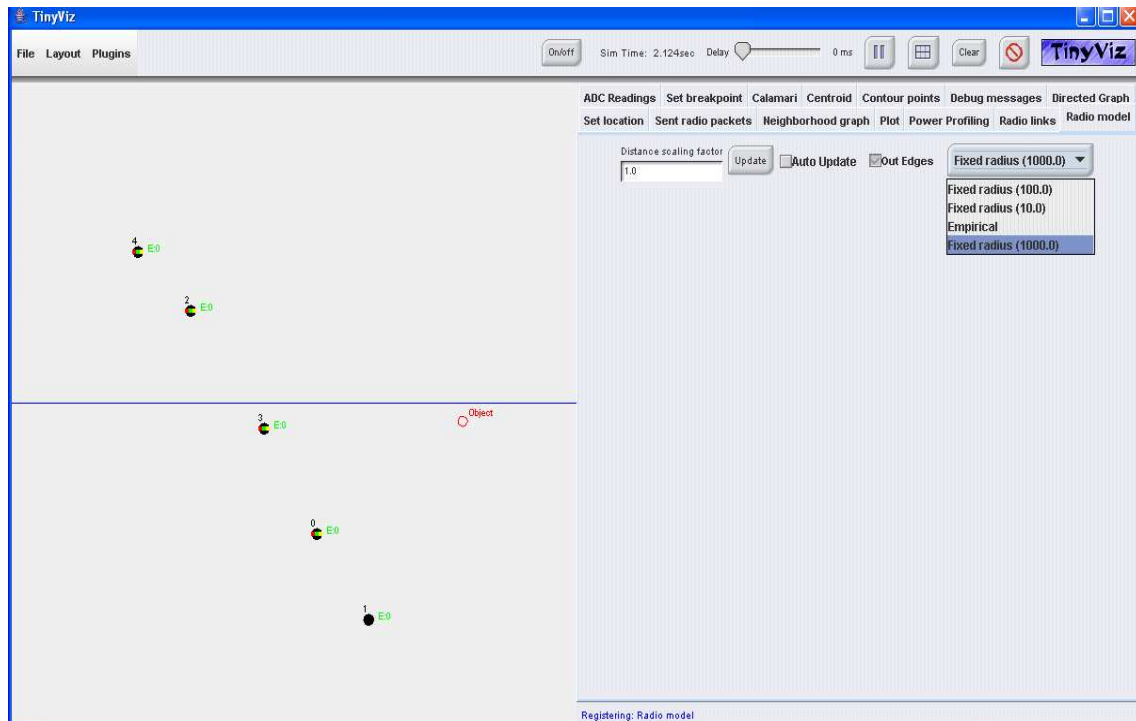 TinyViz
File Layout Plugins
On/off
Sim Time: 2.124sec Delay 0 ms
Clear
TinyViz
ADC Readings Set breakpoint Calamari Centroid Contour points Debug messages Directed Graph
Set location Sent radio packets Neighborhood graph Plot Power Profiling Radio links Radio model
Distance scaling factor
1.0
Update
Auto Update
Out Edges
Fixed radius (1000.0)
Fixed radius (100.0)
Fixed radius (10.0)
Empirical
Fixed radius (1000.0)
4
E:0
2
E:0
3
E:0
Object
0
E:0
1
E:0
Registering: Radio model